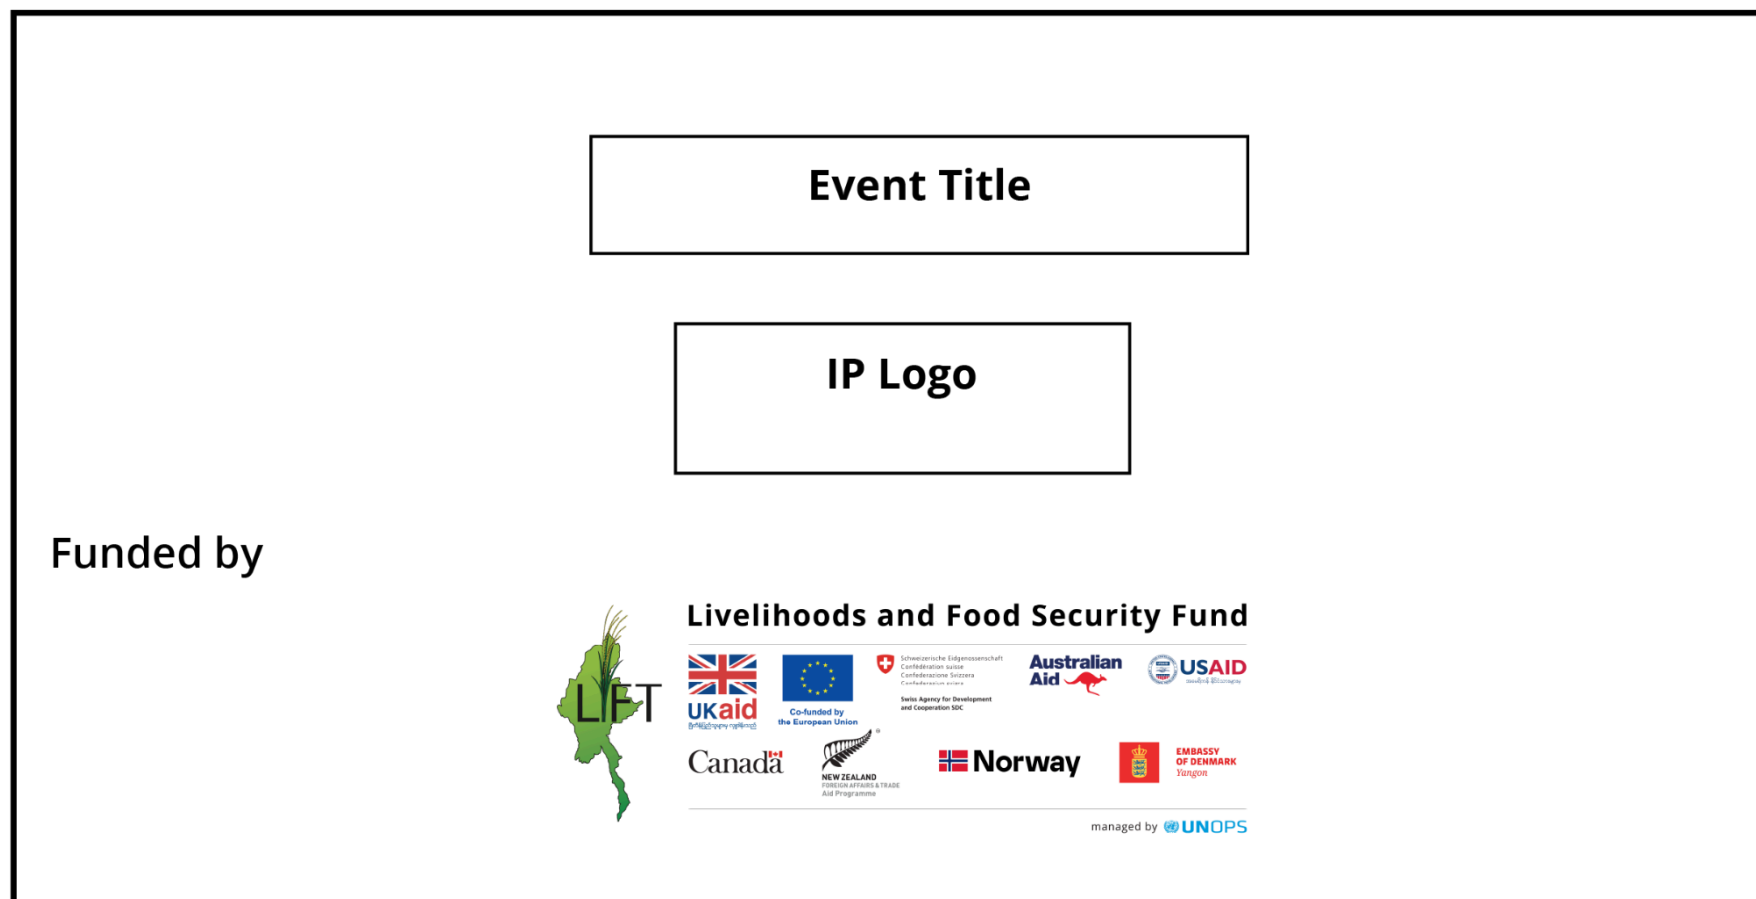 Event Title
IP Logo
Funded by
Livelihoods and Food Security Fund
LIFT
UKaid
Co-funded by
the European Union
Schweizerische Eidgenossenschaft
Confédération suisse
Confederazione Svizzera
Confederaziun svizra
Swiss Agency for Development
and Cooperation SDC
Australian
Aid
USAID
Canada
NEW ZEALAND
FOREIGN AFFAIRS & TRADE
Aid Programme
Norway
EMBASSY
OF DENMARK
Yangon
managed by UNOPS